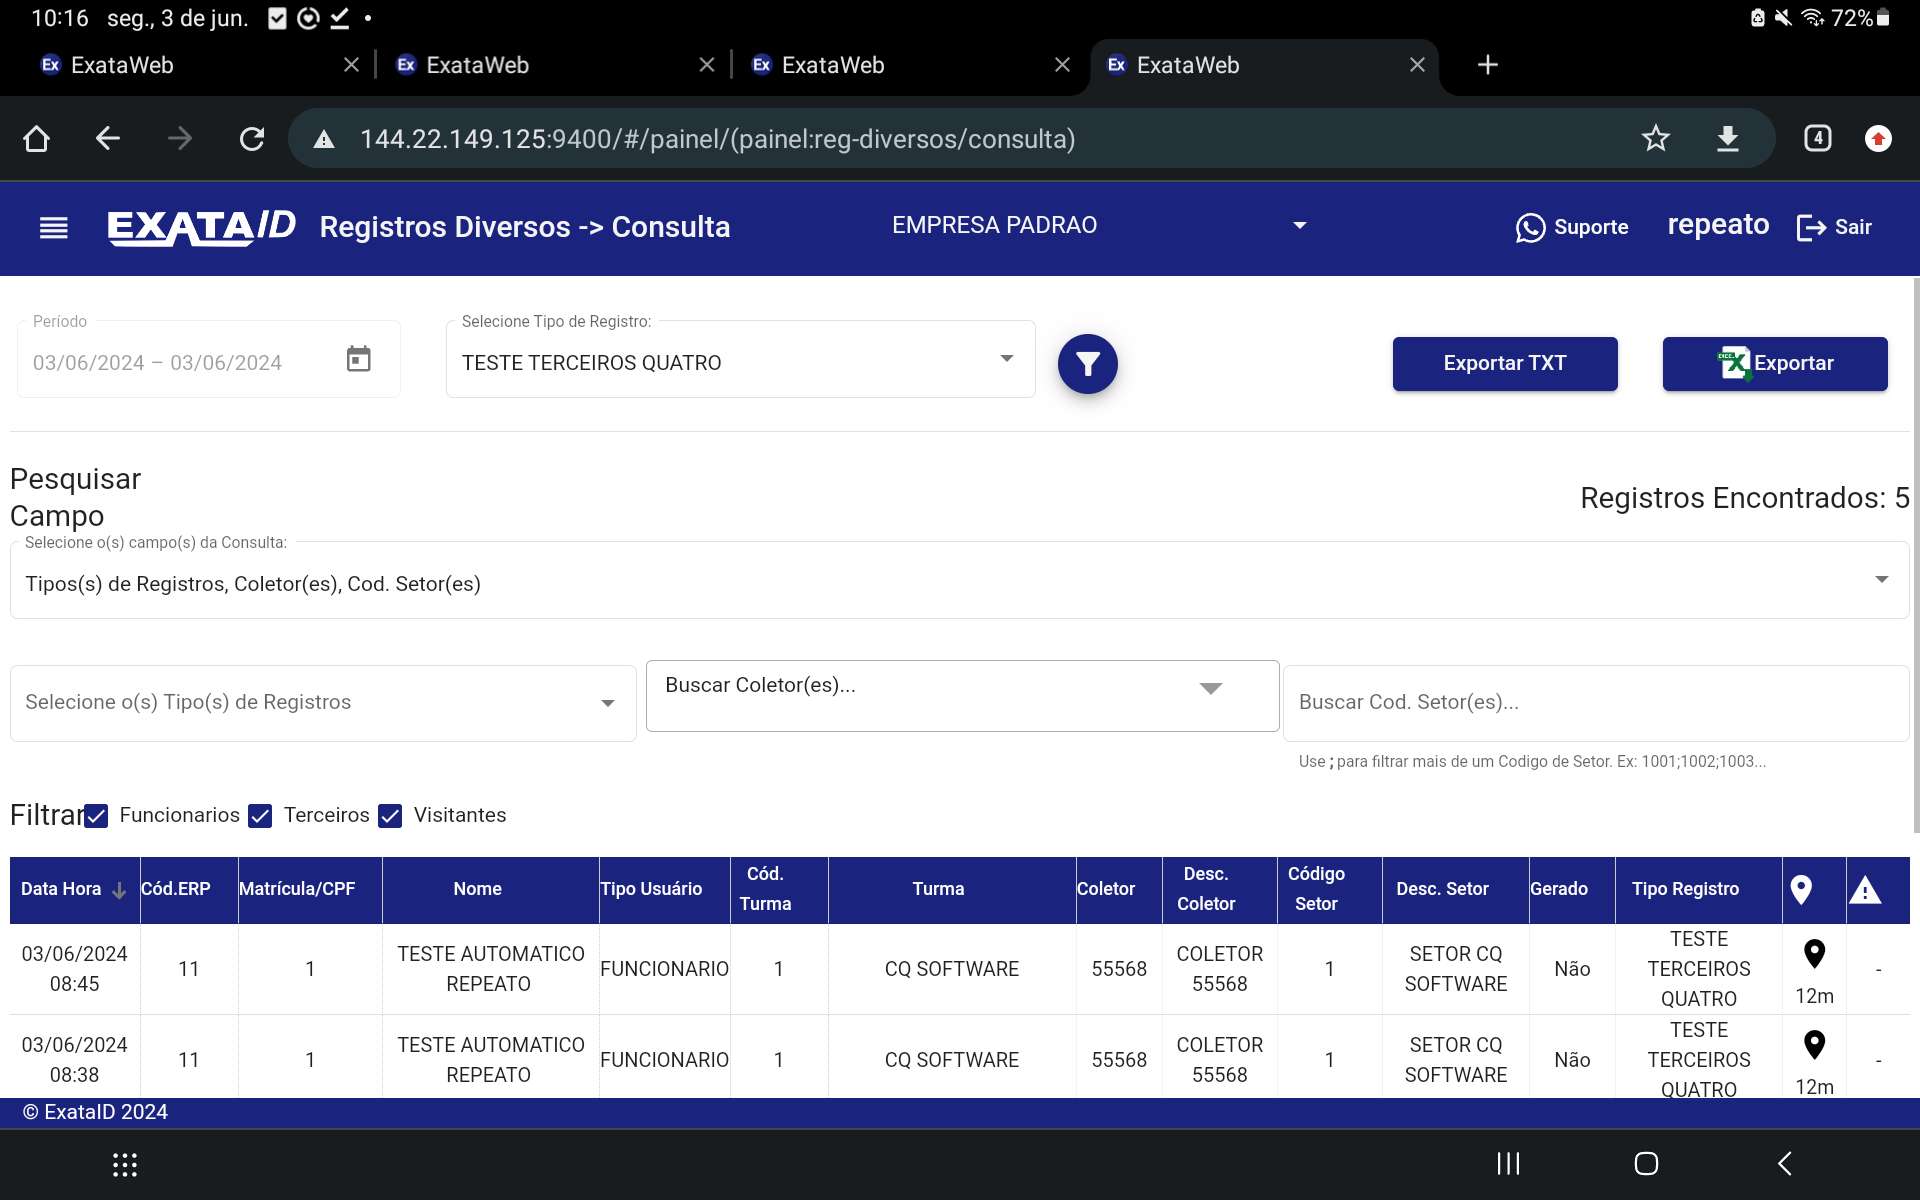 10:16 seg., 3 de jun.
72%
Ex ExataWeb
Ex ExataWeb
Ex ExataWeb
Ex ExataWeb
144.22.149.125:9400/#/painel/(painel:reg-diversos/consulta)
4
EXATAID
Registros Diversos -> Consulta
EMPRESA PADRAO
Suporte
repeato
Sair
Período
03/06/2024 – 03/06/2024
Selecione Tipo de Registro:
TESTE TERCEIROS QUATRO
Exportar TXT
Exportar
Pesquisar
Campo
Registros Encontrados: 5
Selecione o(s) campo(s) da Consulta:
Tipos(s) de Registros, Coletor(es), Cod. Setor(es)
Selecione o(s) Tipo(s) de Registros
Buscar Coletor(es)...
Buscar Cod. Setor(es)...
Use ; para filtrar mais de um Codigo de Setor. Ex: 1001;1002;1003...
Filtrar Funcionarios Terceiros Visitantes
Data Hora
Cód.ERP
Matrícula/CPF
Nome
Tipo Usuário
Cód.
Turma
Turma
Coletor
Desc.
Coletor
Código
Setor
Desc. Setor
Gerado
Tipo Registro
03/06/2024
08:45
11
1
TESTE AUTOMATICO
REPEATO
FUNCIONARIO
1
CQ SOFTWARE
55568
COLETOR
55568
1
SETOR CQ
SOFTWARE
Não
TESTE
TERCEIROS
QUATRO
12m
-
03/06/2024
08:38
11
1
TESTE AUTOMATICO
REPEATO
FUNCIONARIO
1
CQ SOFTWARE
55568
COLETOR
55568
1
SETOR CQ
SOFTWARE
Não
TESTE
TERCEIROS
QUATRO
12m
-
© ExataID 2024